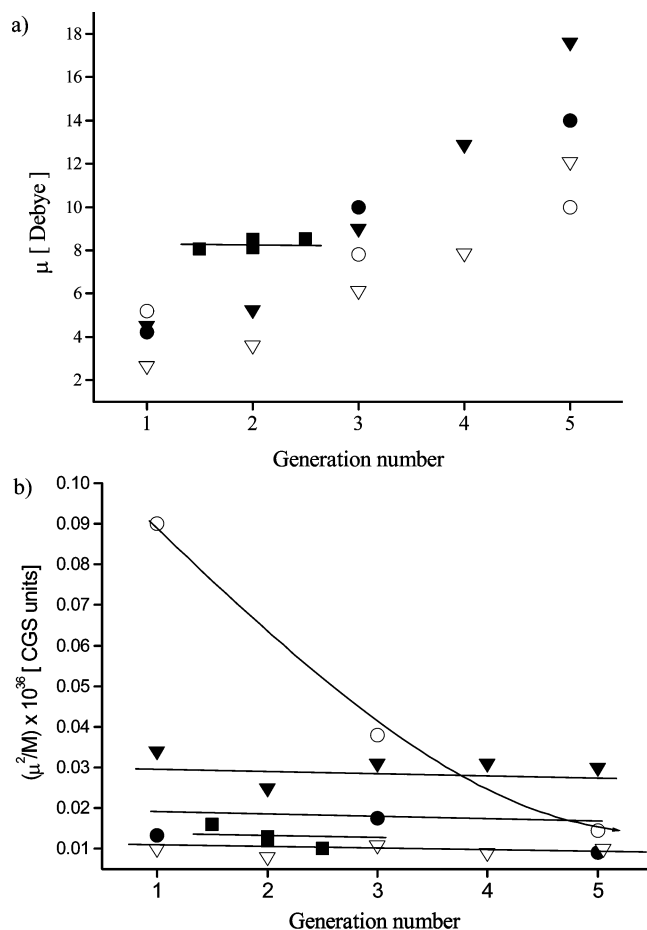 a)
18
16
14
12
10
8
6
4
2
μ [ Debye ]
1 2 3 4 5
Generation number
b)
0.10
0.09
0.08
0.07
0.06
0.05
0.04
0.03
0.02
0.01
(μ²/M) x 10³⁶ [ CGS units]
1 2 3 4 5
Generation number